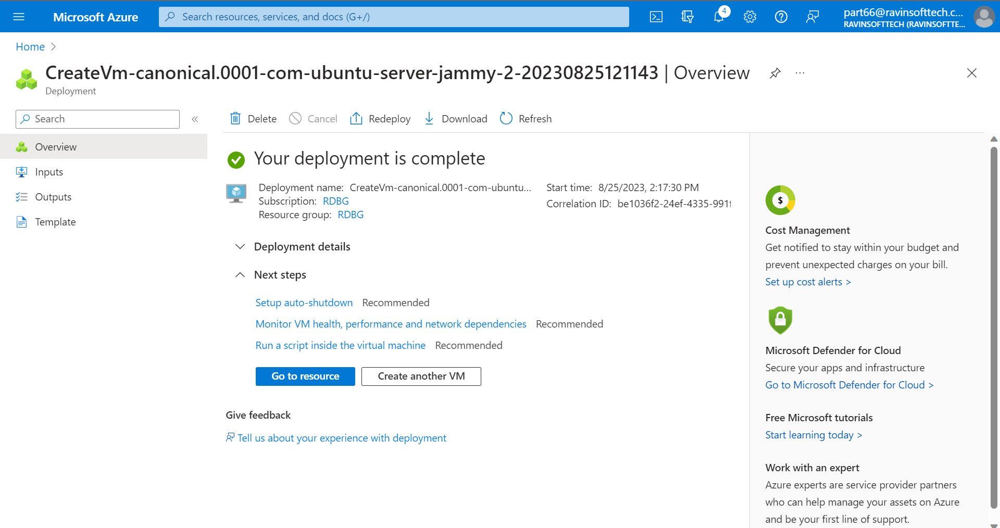 Microsoft Azure
Search resources, services, and docs (G+/)
4
part66@ravinsofttech.c...
RAVINSOFTTECH (RAVINSOFTTE...
Home
CreateVm-canonical.0001-com-ubuntu-server-jammy-2-20230825121143 | Overview
Deployment
Search
Overview
Inputs
Outputs
Template
Delete
Cancel
Redeploy
Download
Refresh
Your deployment is complete
Deployment name: CreateVm-canonical.0001-com-ubuntu...
Subscription: RDBG
Resource group: RDBG
Start time: 8/25/2023, 2:17:30 PM
Correlation ID: be1036f2-24ef-4335-991f
Deployment details
Next steps
Setup auto-shutdown Recommended
Monitor VM health, performance and network dependencies Recommended
Run a script inside the virtual machine Recommended
Go to resource
Create another VM
Give feedback
Tell us about your experience with deployment
$
Cost Management
Get notified to stay within your budget and
prevent unexpected charges on your bill.
Set up cost alerts >
Microsoft Defender for Cloud
Secure your apps and infrastructure
Go to Microsoft Defender for Cloud >
Free Microsoft tutorials
Start learning today >
Work with an expert
Azure experts are service provider partners
who can help manage your assets on Azure
and be your first line of support.